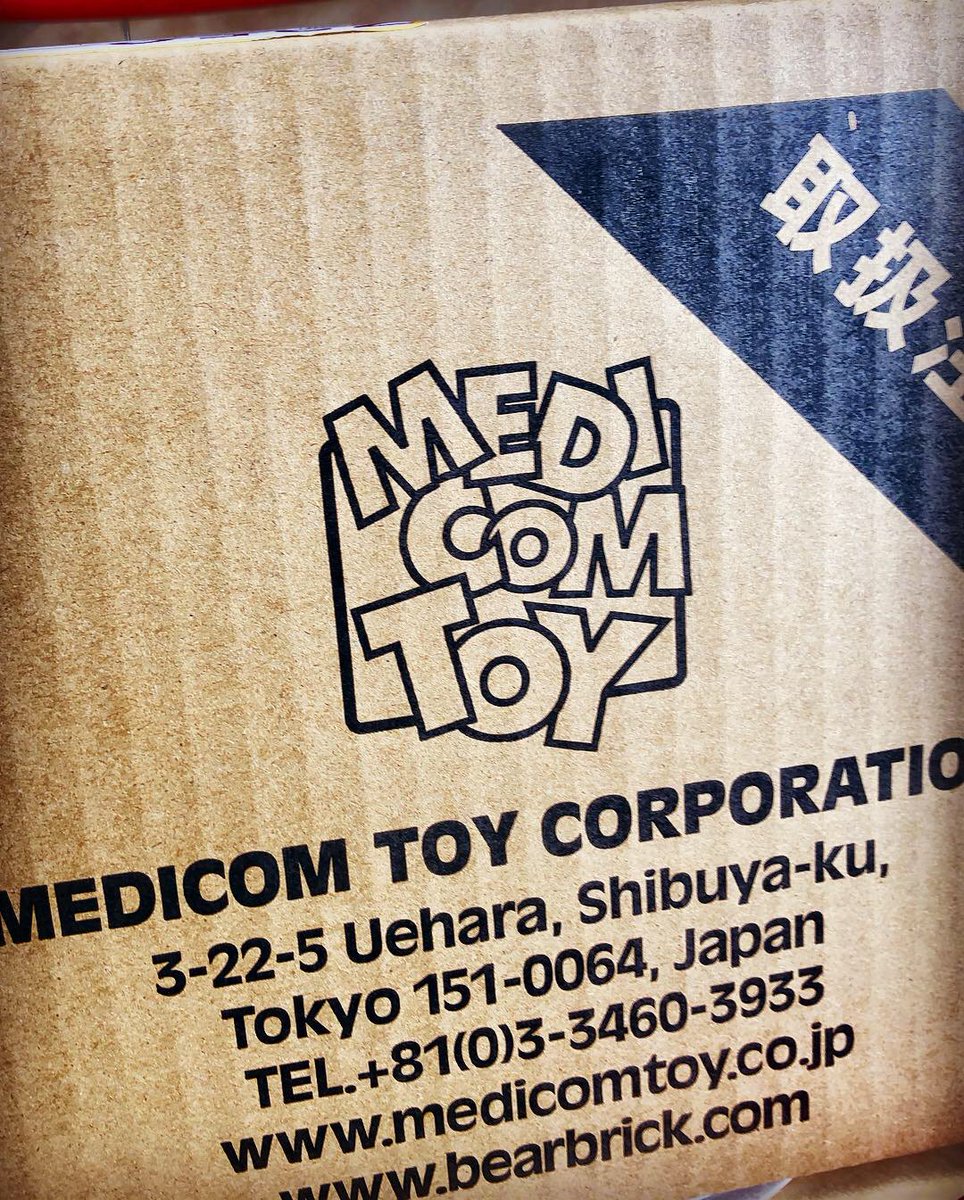 取扱注
MEDI
COM
TOY
MEDICOM TOY CORPORATIO
3-22-5 Uehara, Shibuya-ku,
Tokyo 151-0064, Japan
TEL.+81(0)3-3460-3933
www.medicomtoy.co.jp
www.bearbrick.com